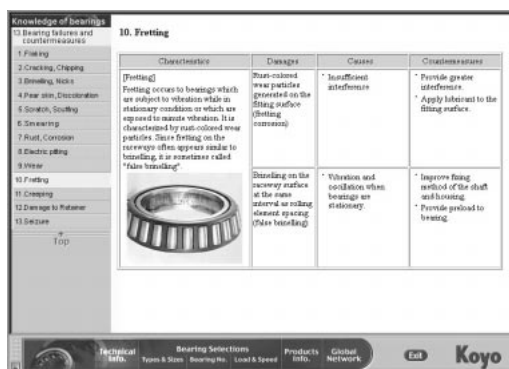 Knowledge of bearings
13.Bearing failures and
countermeasures
1.Flaking
2.Cracking, Chipping
3.Brinelling, Nicks
4.Pear skin, Discoloration
5.Scratch, Scuffing
6.Smearing
7.Rust, Corrosion
8.Electric pitting
9.Wear
10.Fretting
11.Creeping
12.Damage to Retainer
13.Seizure
Top
10. Fretting
Characteristics
Damages
Causes
Countermeasures
[Fretting]
Fretting occurs to bearings which
are subject to vibration while in
stationary condition or which are
exposed to minute vibration. It is
characterized by rust-colored wear
particles. Since fretting on the
raceways often appears similar to
brinelling, it is sometimes called
"false brinelling".
Rust-colored
wear particles
generated on the
fitting surface
(fretting
corrosion)
* Insufficient
interference
* Provide greater
interference.
* Apply lubricant to the
fitting surface.
Brinelling on the
raceway surface
at the same
interval as rolling
element spacing
(false brinelling)
* Vibration and
oscillation when
bearings are
stationary.
* Improve fixing
method of the shaft
and housing.
* Provide preload to
bearing.
Technical
Info.
Bearing Selections
Types & Sizes Bearing No. Load & Speed
Products
Info.
Global
Network
Exit
Koyo